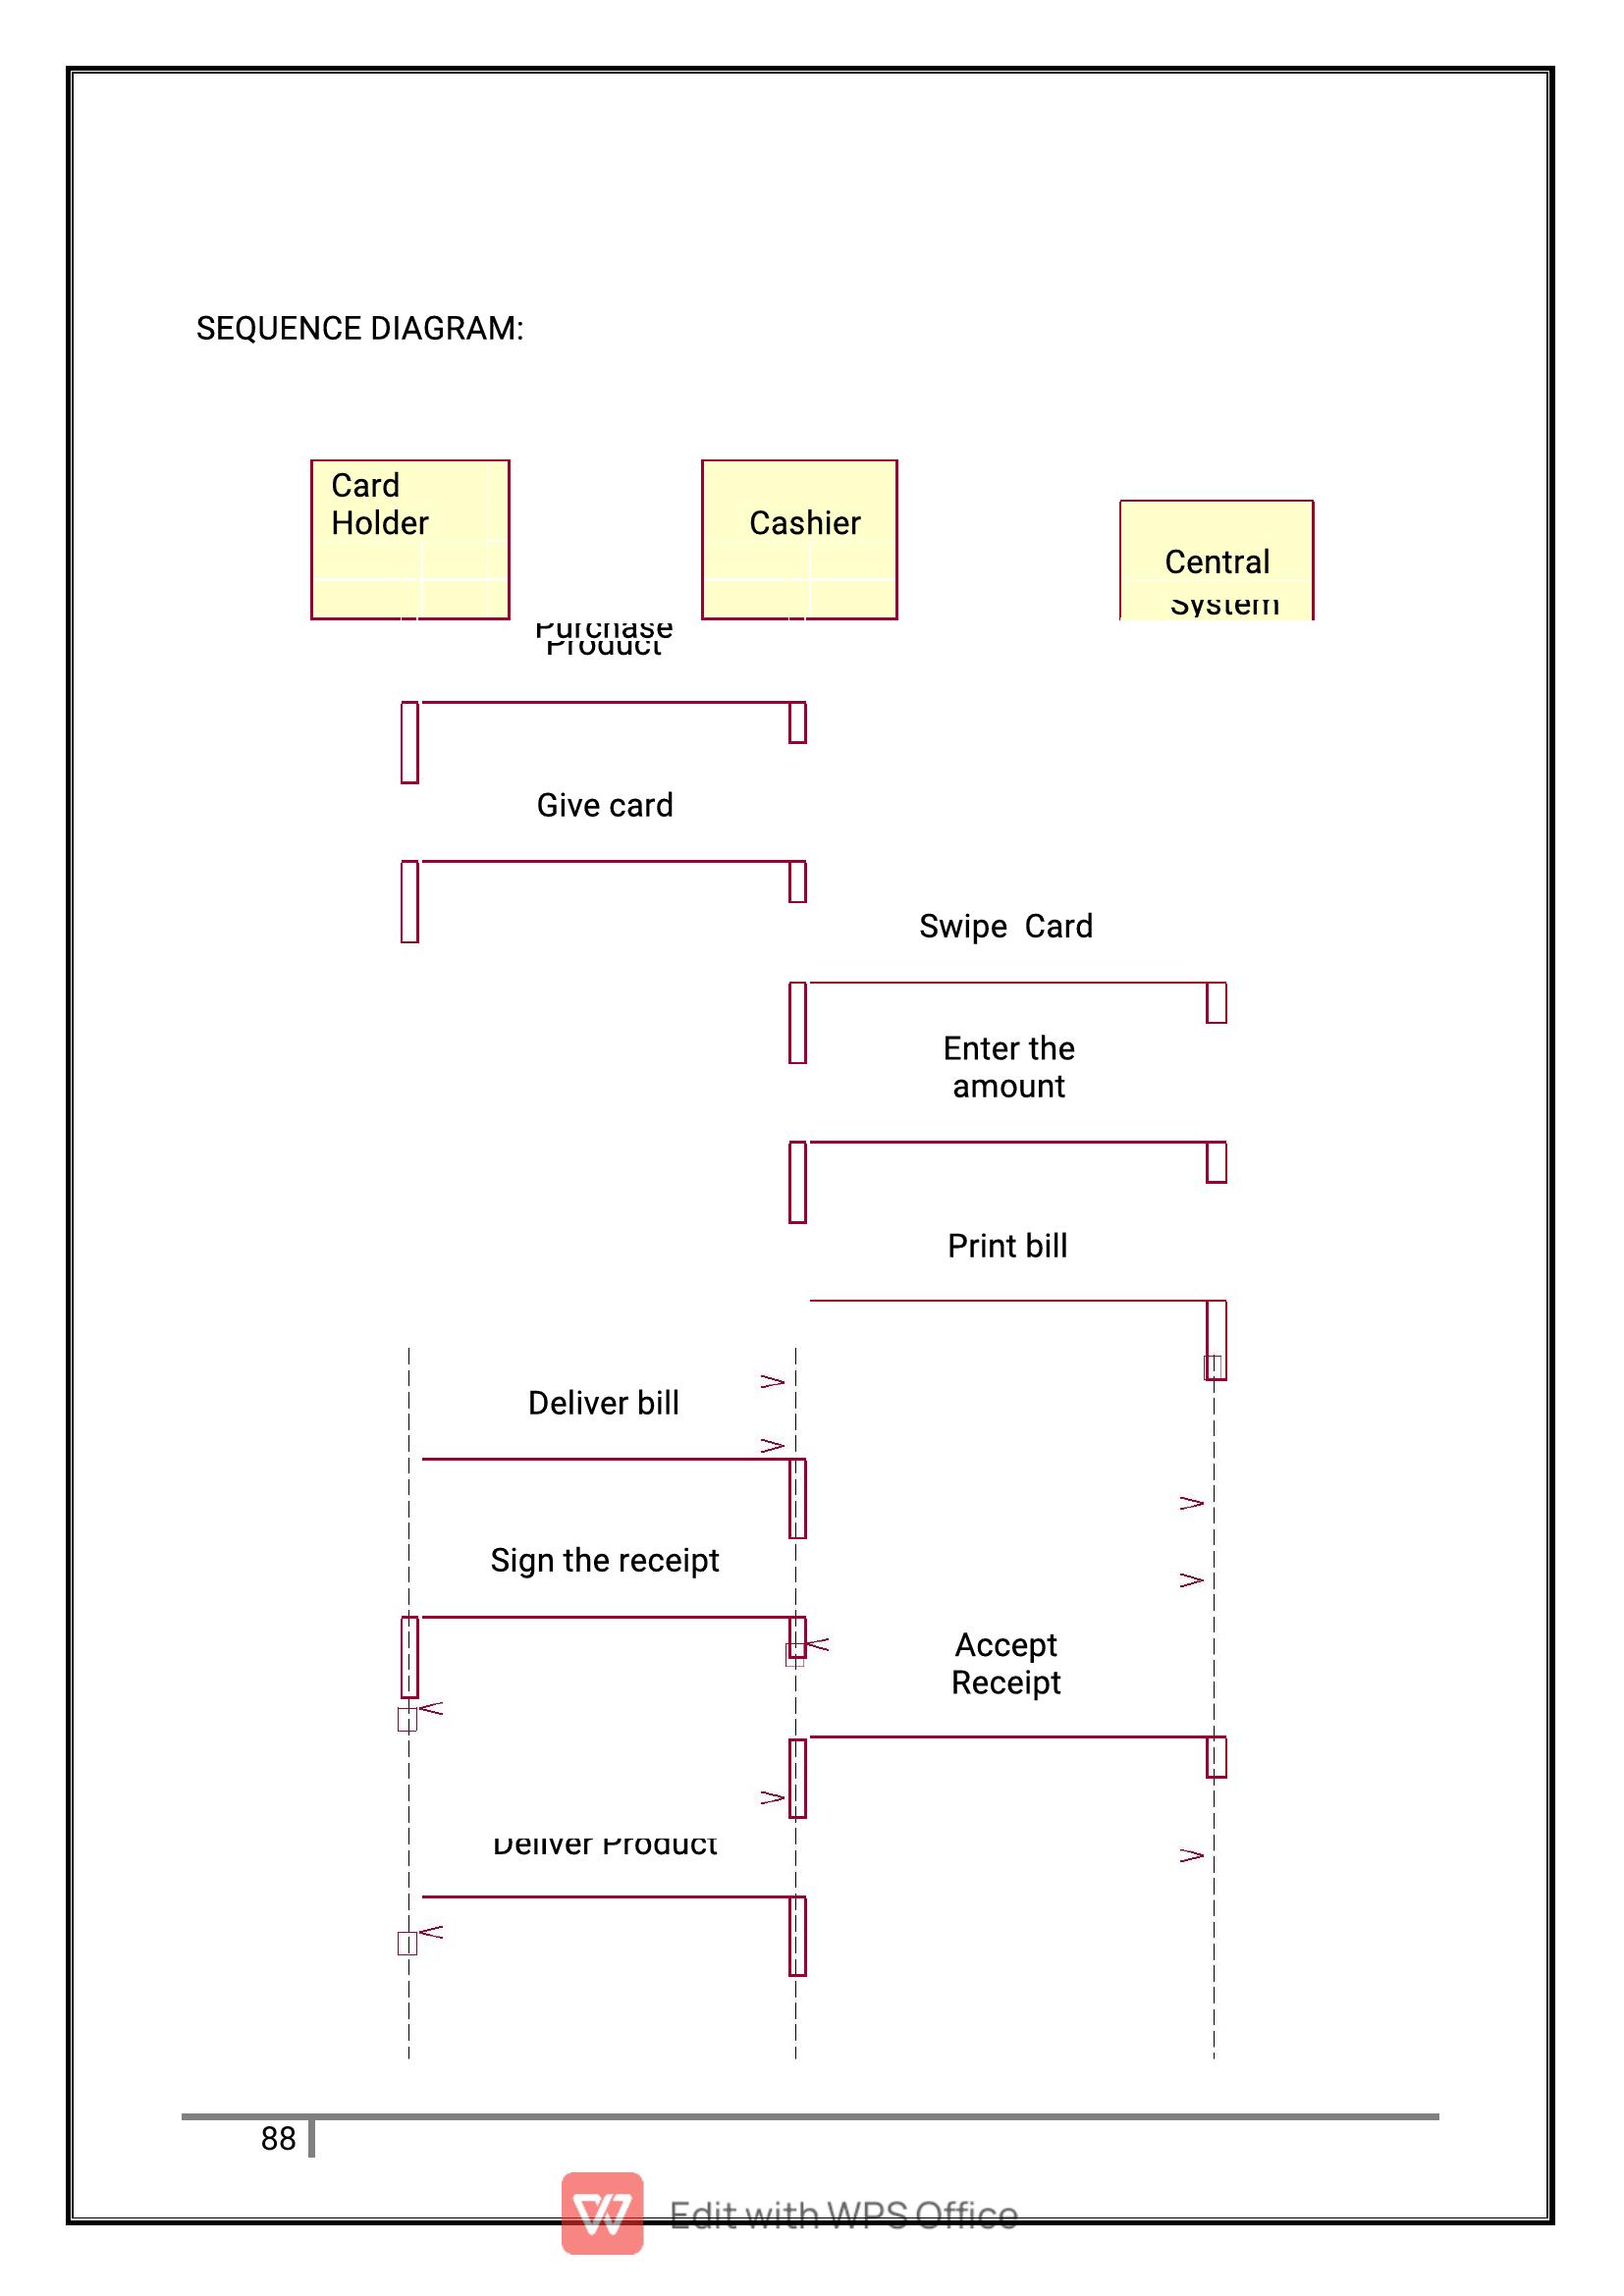 SEQUENCE DIAGRAM:
Card
Holder
Cashier
Central
System
Purchase
Product
Give card
Swipe  Card
Enter the
amount
Print bill
Deliver bill
Sign the receipt
Accept
Receipt
Deliver Product
88
Edit with WPS Office